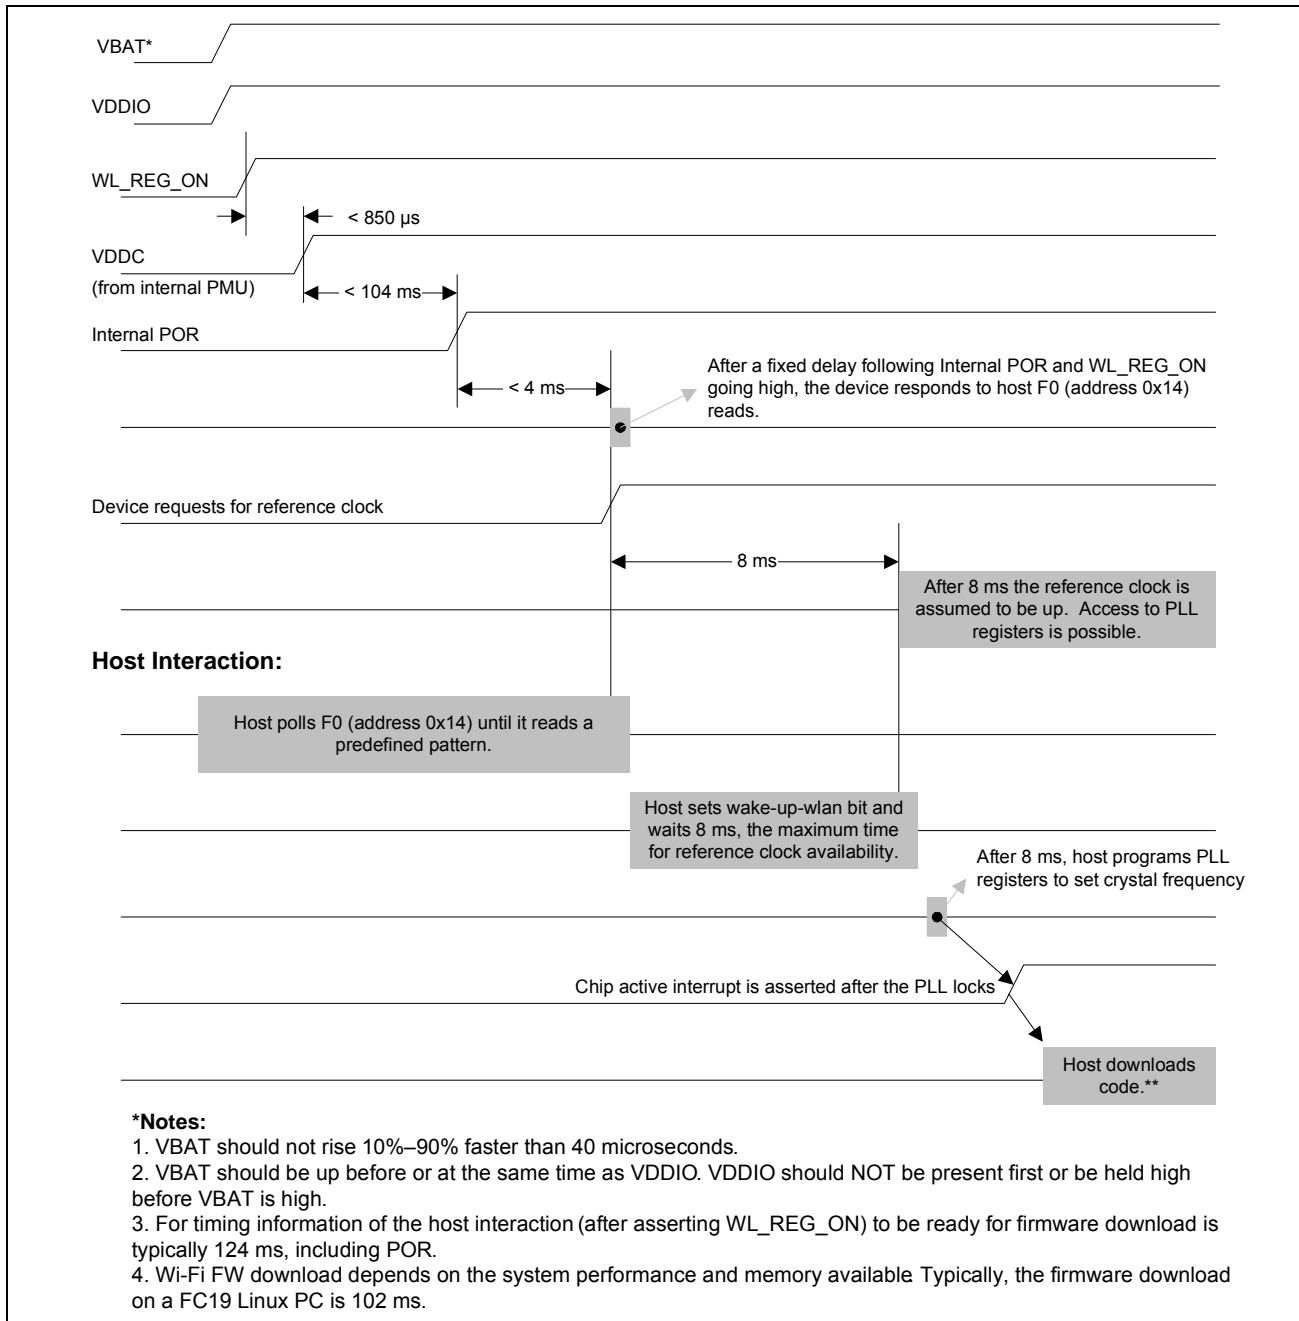 VBAT*
VDDIO
WL_REG_ON
< 850 µs
VDDC
(from internal PMU)
< 104 ms
Internal POR
After a fixed delay following Internal POR and WL_REG_ON
going high, the device responds to host F0 (address 0x14)
reads.
< 4 ms
Device requests for reference clock
8 ms
After 8 ms the reference clock is
assumed to be up. Access to PLL
registers is possible.
Host Interaction:
Host polls F0 (address 0x14) until it reads a
predefined pattern.
Host sets wake-up-wlan bit and
waits 8 ms, the maximum time
for reference clock availability.
After 8 ms, host programs PLL
registers to set crystal frequency
Chip active interrupt is asserted after the PLL locks
Host downloads
code.**
*Notes:
1. VBAT should not rise 10%–90% faster than 40 microseconds.
2. VBAT should be up before or at the same time as VDDIO. VDDIO should NOT be present first or be held high
before VBAT is high.
3. For timing information of the host interaction (after asserting WL_REG_ON) to be ready for firmware download is
typically 124 ms, including POR.
4. Wi-Fi FW download depends on the system performance and memory available. Typically, the firmware download
on a FC19 Linux PC is 102 ms.